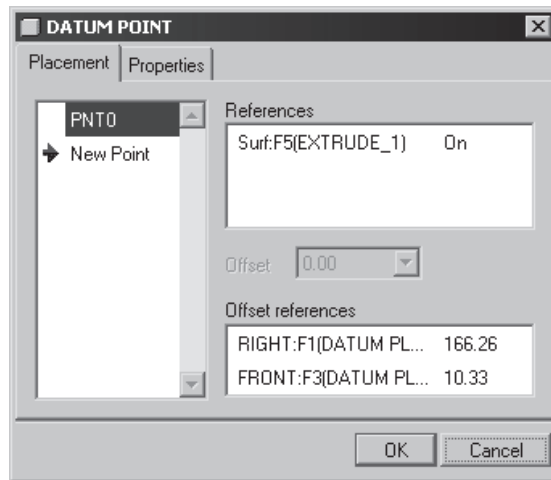 DATUM POINT
Placement
Properties
PNT0
New Point
References
Surf:F5(EXTRUDE_1) On
Offset 0.00
Offset references
RIGHT:F1(DATUM PL... 166.26
FRONT:F3(DATUM PL... 10.33
OK
Cancel